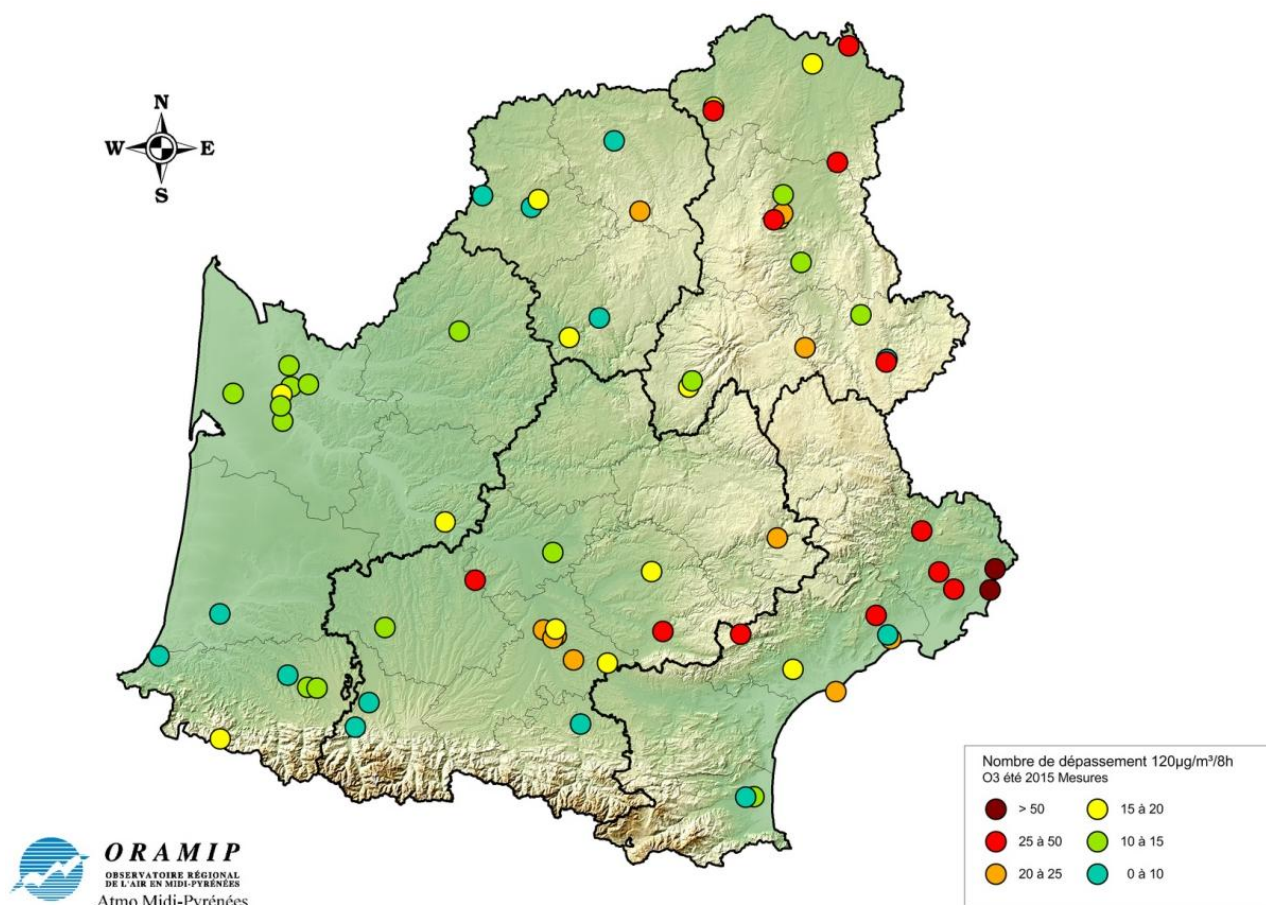 N
W E
S
Nombre de dépassement 120µg/m³/8h
O3 été 2015 Mesures
> 50 15 à 20
25 à 50 10 à 15
20 à 25 0 à 10
ORAMIP
OBSERVATOIRE RÉGIONAL
DE L'AIR EN MIDI-PYRÉNÉES
Atmo Midi-Pyrénées